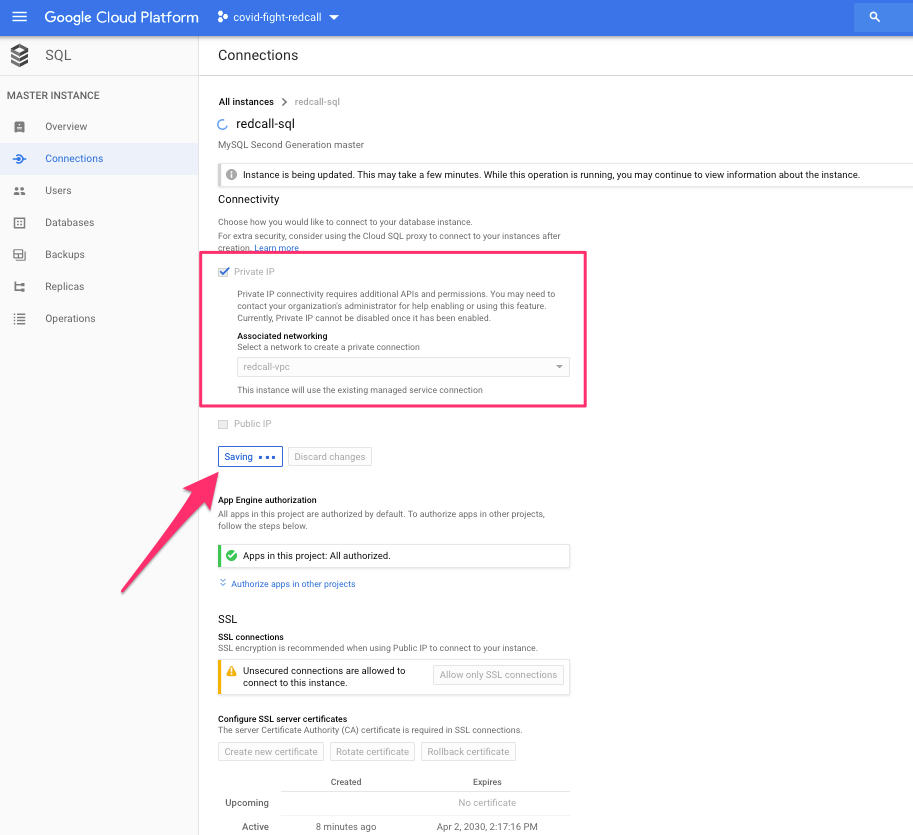 Google Cloud Platform covid-fight-redcall
SQL
Connections
MASTER INSTANCE
Overview
Connections
Users
Databases
Backups
Replicas
Operations
All instances redcall-sql
redcall-sql
MySQL Second Generation master
Instance is being updated. This may take a few minutes. While this operation is running, you may continue to view information about the instance.
Connectivity
Choose how you would like to connect to your database instance.
For extra security, consider using the Cloud SQL proxy to connect to your instances after
creation. Learn more
Private IP
Private IP connectivity requires additional APIs and permissions. You may need to
contact your organization's administrator for help enabling or using this feature.
Currently, Private IP cannot be disabled once it has been enabled.
Associated networking
Select a network to create a private connection
redcall-vpc
This instance will use the existing managed service connection
Public IP
Saving Discard changes
App Engine authorization
All apps in this project are authorized by default. To authorize apps in other projects,
follow the steps below.
Apps in this project: All authorized.
Authorize apps in other projects
SSL
SSL connections
SSL encryption is recommended when using Public IP to connect to your instance.
Unsecured connections are allowed to
connect to this instance.
Allow only SSL connections
Configure SSL server certificates
The server Certificate Authority (CA) certificate is required in SSL connections.
Create new certificate Rotate certificate Rollback certificate
Created Expires
Upcoming No certificate
Active 8 minutes ago Apr 2, 2030, 2:17:16 PM